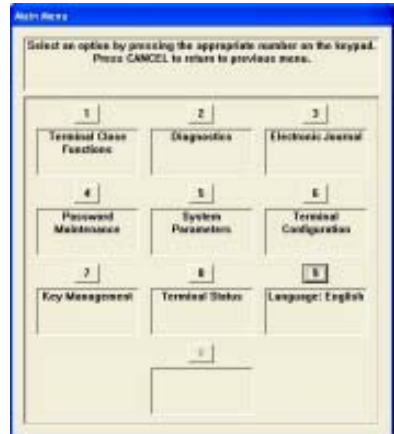 Main Menu
Select an option by pressing the appropriate number on the keypad.
Press CANCEL to return to previous menu.
1 2 3
Terminal Close Functions Diagnostics Electronic Journal
4 5 6
Password Maintenance System Parameters Terminal Configuration
7 8 9
Key Management Terminal Status Language: English